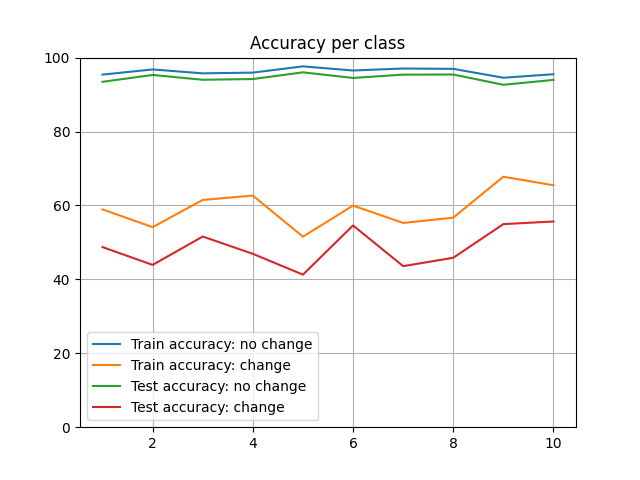 Accuracy per class
100
80
60
40
20
0
Train accuracy: no change
Train accuracy: change
Test accuracy: no change
Test accuracy: change
2 4 6 8 10